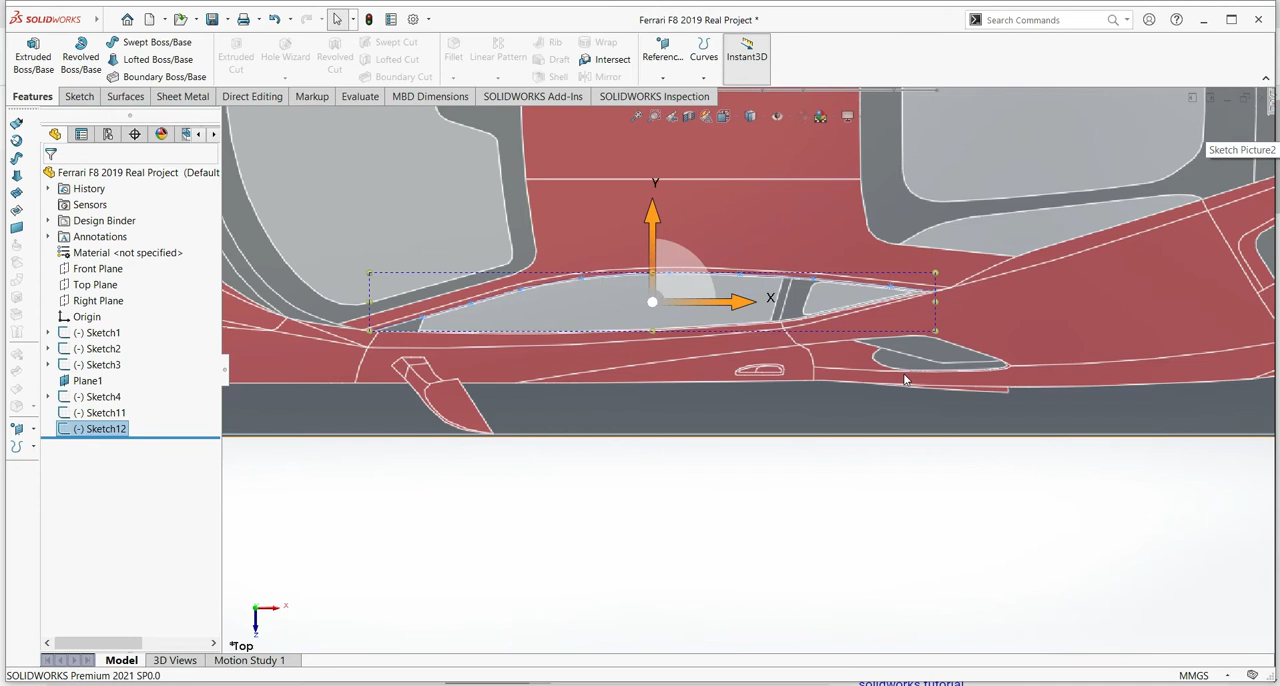 SOLIDWORKS
Ferrari F8 2019 Real Project *
Search Commands
Extruded Boss/Base
Revolved Boss/Base
Swept Boss/Base
Lofted Boss/Base
Boundary Boss/Base
Extruded Cut
Hole Wizard
Revolved Cut
Swept Cut
Lofted Cut
Boundary Cut
Fillet
Linear Pattern
Rib
Draft
Shell
Wrap
Intersect
Mirror
Referenc...
Curves
Instant3D
Features
Sketch
Surfaces
Sheet Metal
Direct Editing
Markup
Evaluate
MBD Dimensions
SOLIDWORKS Add-Ins
SOLIDWORKS Inspection
Sketch Picture2
Ferrari F8 2019 Real Project (Default
History
Sensors
Design Binder
Annotations
Material <not specified>
Front Plane
Top Plane
Right Plane
Origin
(-) Sketch1
(-) Sketch2
(-) Sketch3
Plane1
(-) Sketch4
(-) Sketch11
(-) Sketch12
Y
X
x
z
*Top
Model
3D Views
Motion Study 1
SOLIDWORKS Premium 2021 SP0.0
MMGS
solidworks tutorial